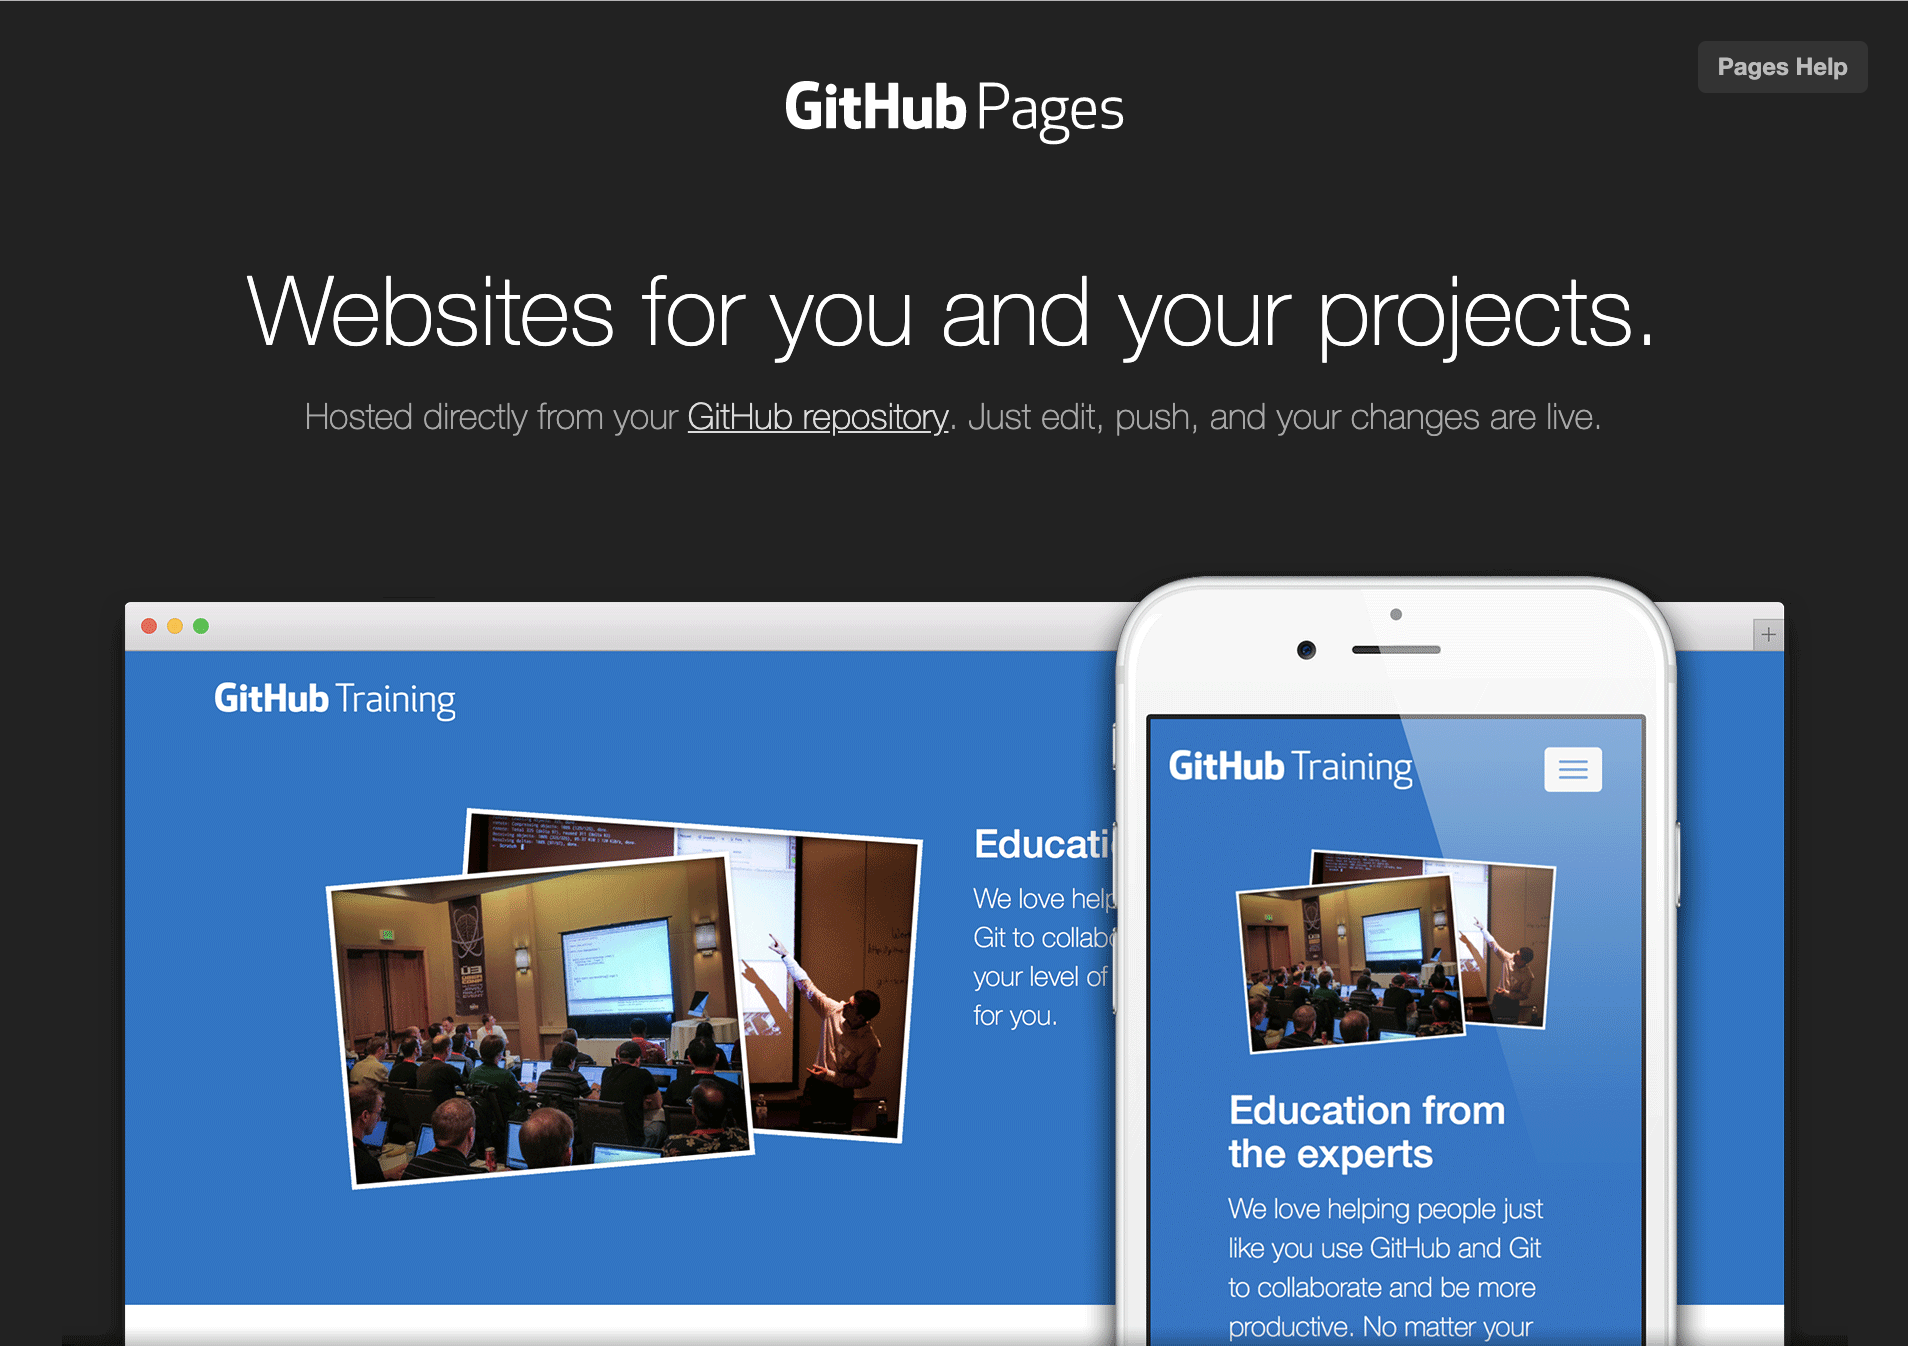 Pages Help
GitHub Pages
Websites for you and your projects.
Hosted directly from your GitHub repository. Just edit, push, and your changes are live.
GitHub Training
Educati
We love help
Git to collabo
your level of
for you.
GitHub Training
Education from
the experts
We love helping people just
like you use GitHub and Git
to collaborate and be more
productive. No matter your